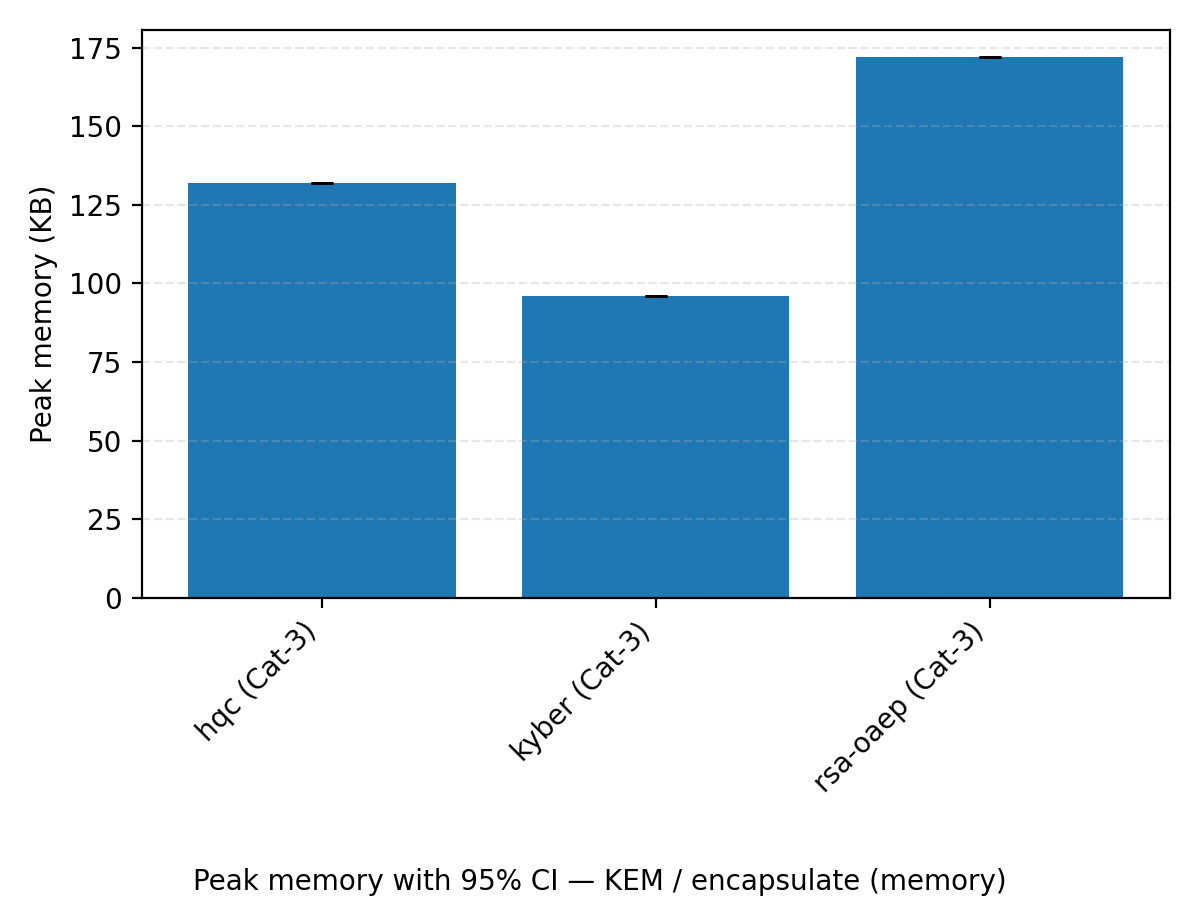 175
150
125
100
75
50
25
0
Peak memory (KB)
hqc (Cat-3)
kyber (Cat-3)
rsa-oaep (Cat-3)
Peak memory with 95% CI — KEM / encapsulate (memory)